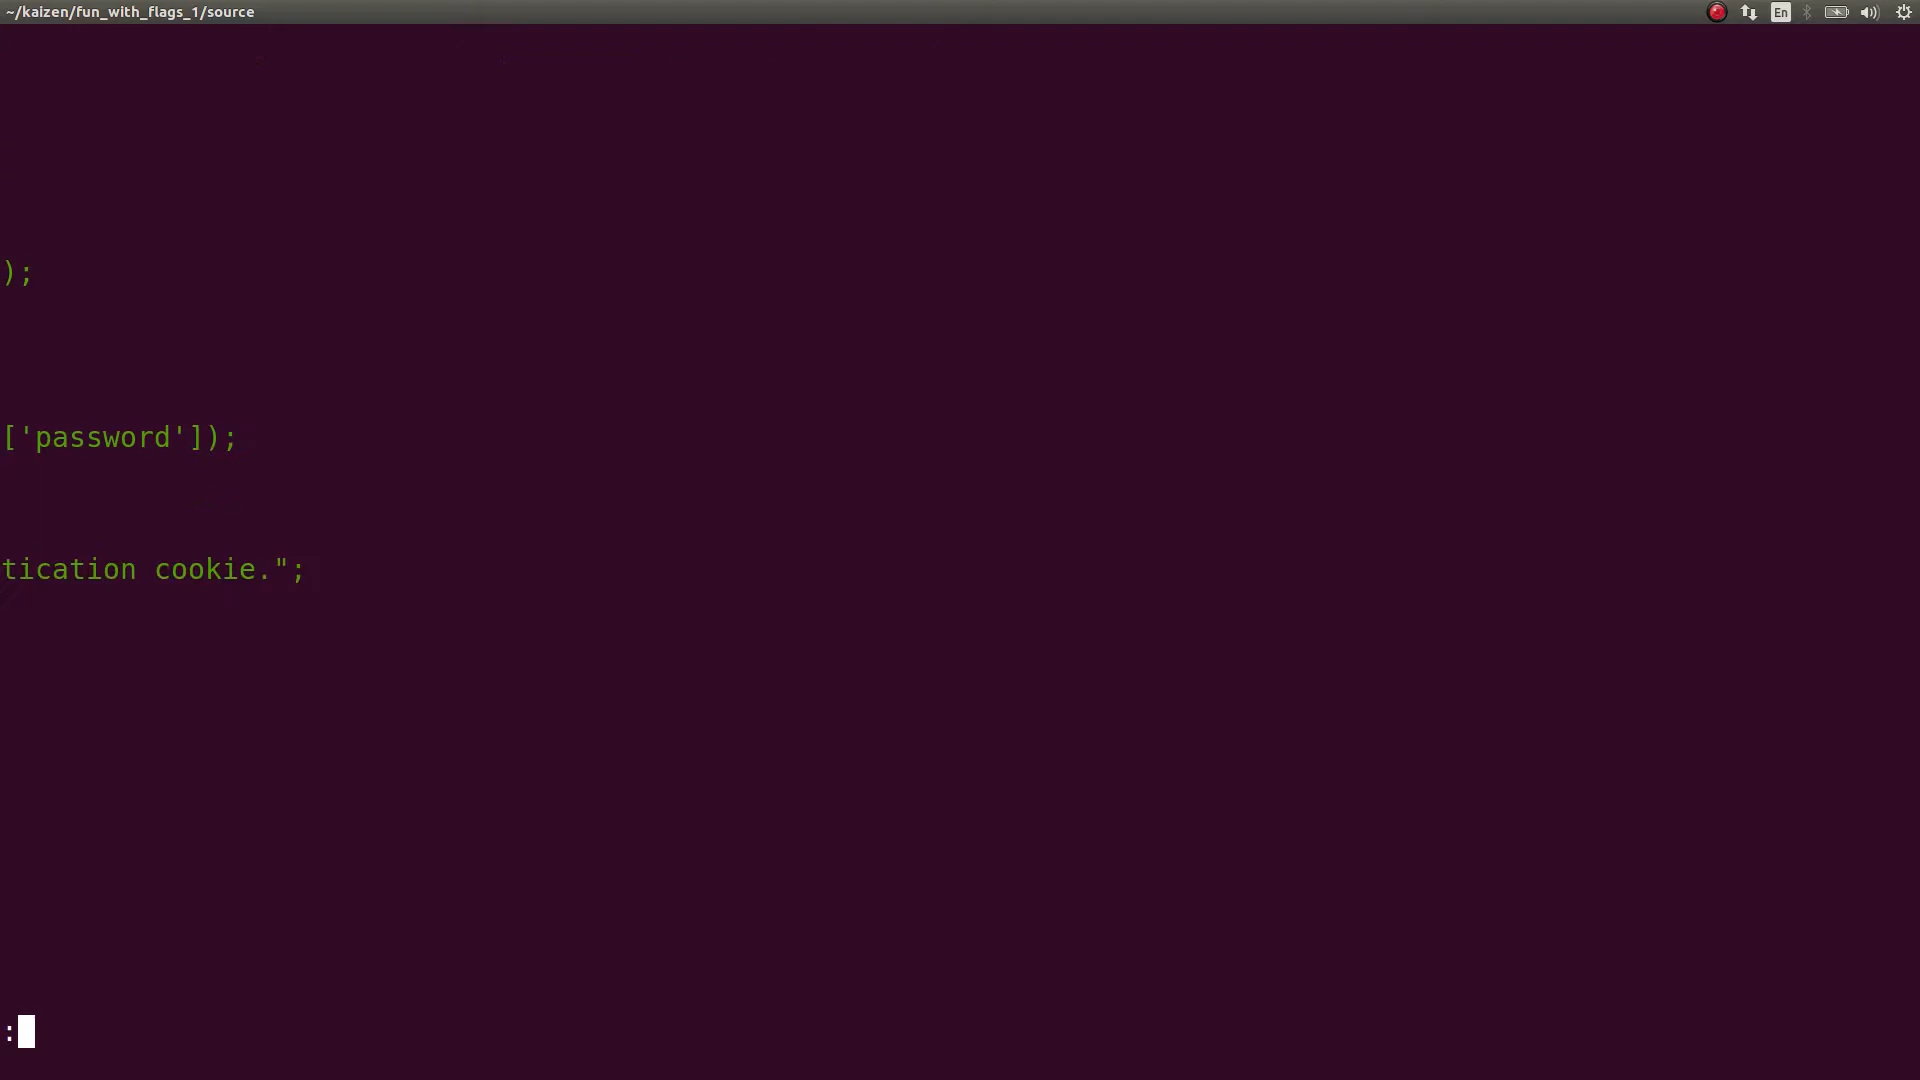 ~/kaizen/fun_with_flags_1/source
En
);
['password']);
tication cookie.";
: